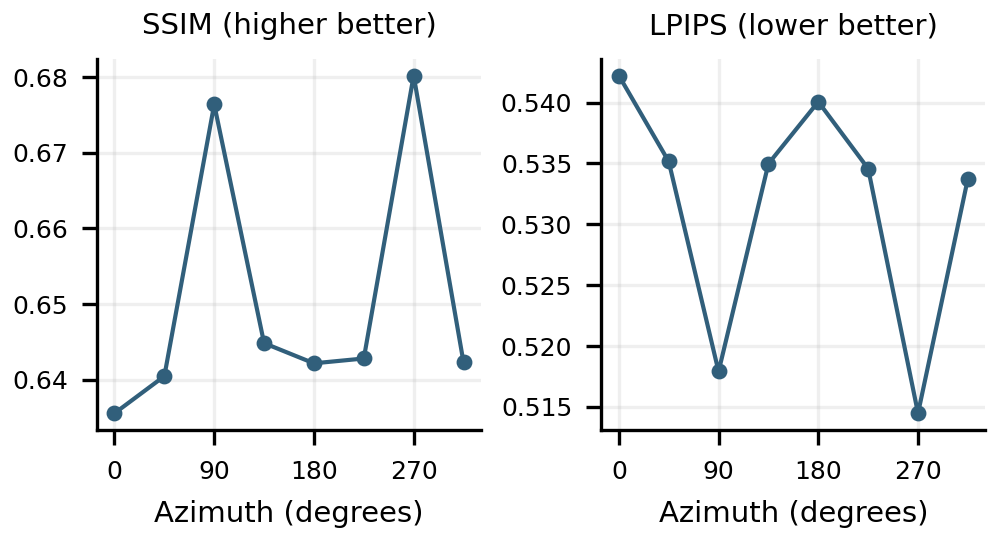 SSIM (higher better)
0.68
0.67
0.66
0.65
0.64
0 90 180 270
Azimuth (degrees)
LPIPS (lower better)
0.540
0.535
0.530
0.525
0.520
0.515
0 90 180 270
Azimuth (degrees)